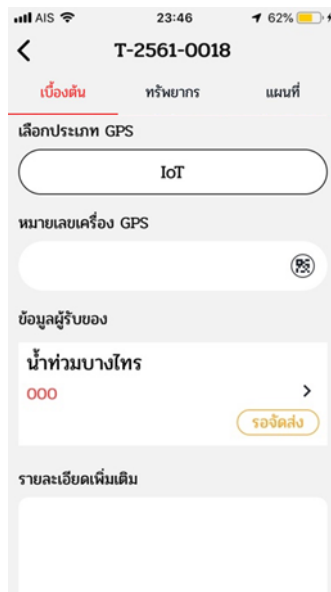 AIS 23:46 62%
T-2561-0018
เบื้องต้น ทรัพยากร แผนที่
เลือกประเภท GPS
IoT
หมายเลขเครื่อง GPS
ข้อมูลผู้รับของ
น้ำท่วมบางไทร
000
รอจัดส่ง
รายละเอียดเพิ่มเติม